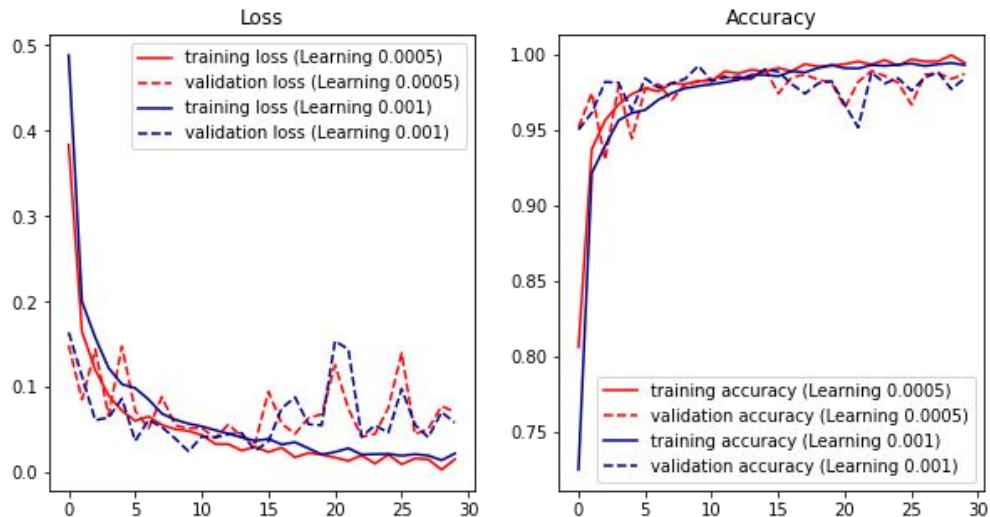 Loss
0.5
0.4
0.3
0.2
0.1
0.0
training loss (Learning 0.0005)
validation loss (Learning 0.0005)
training loss (Learning 0.001)
validation loss (Learning 0.001)
0 5 10 15 20 25 30
Accuracy
1.00
0.95
0.90
0.85
0.80
0.75
training accuracy (Learning 0.0005)
validation accuracy (Learning 0.0005)
training accuracy (Learning 0.001)
validation accuracy (Learning 0.001)
0 5 10 15 20 25 30